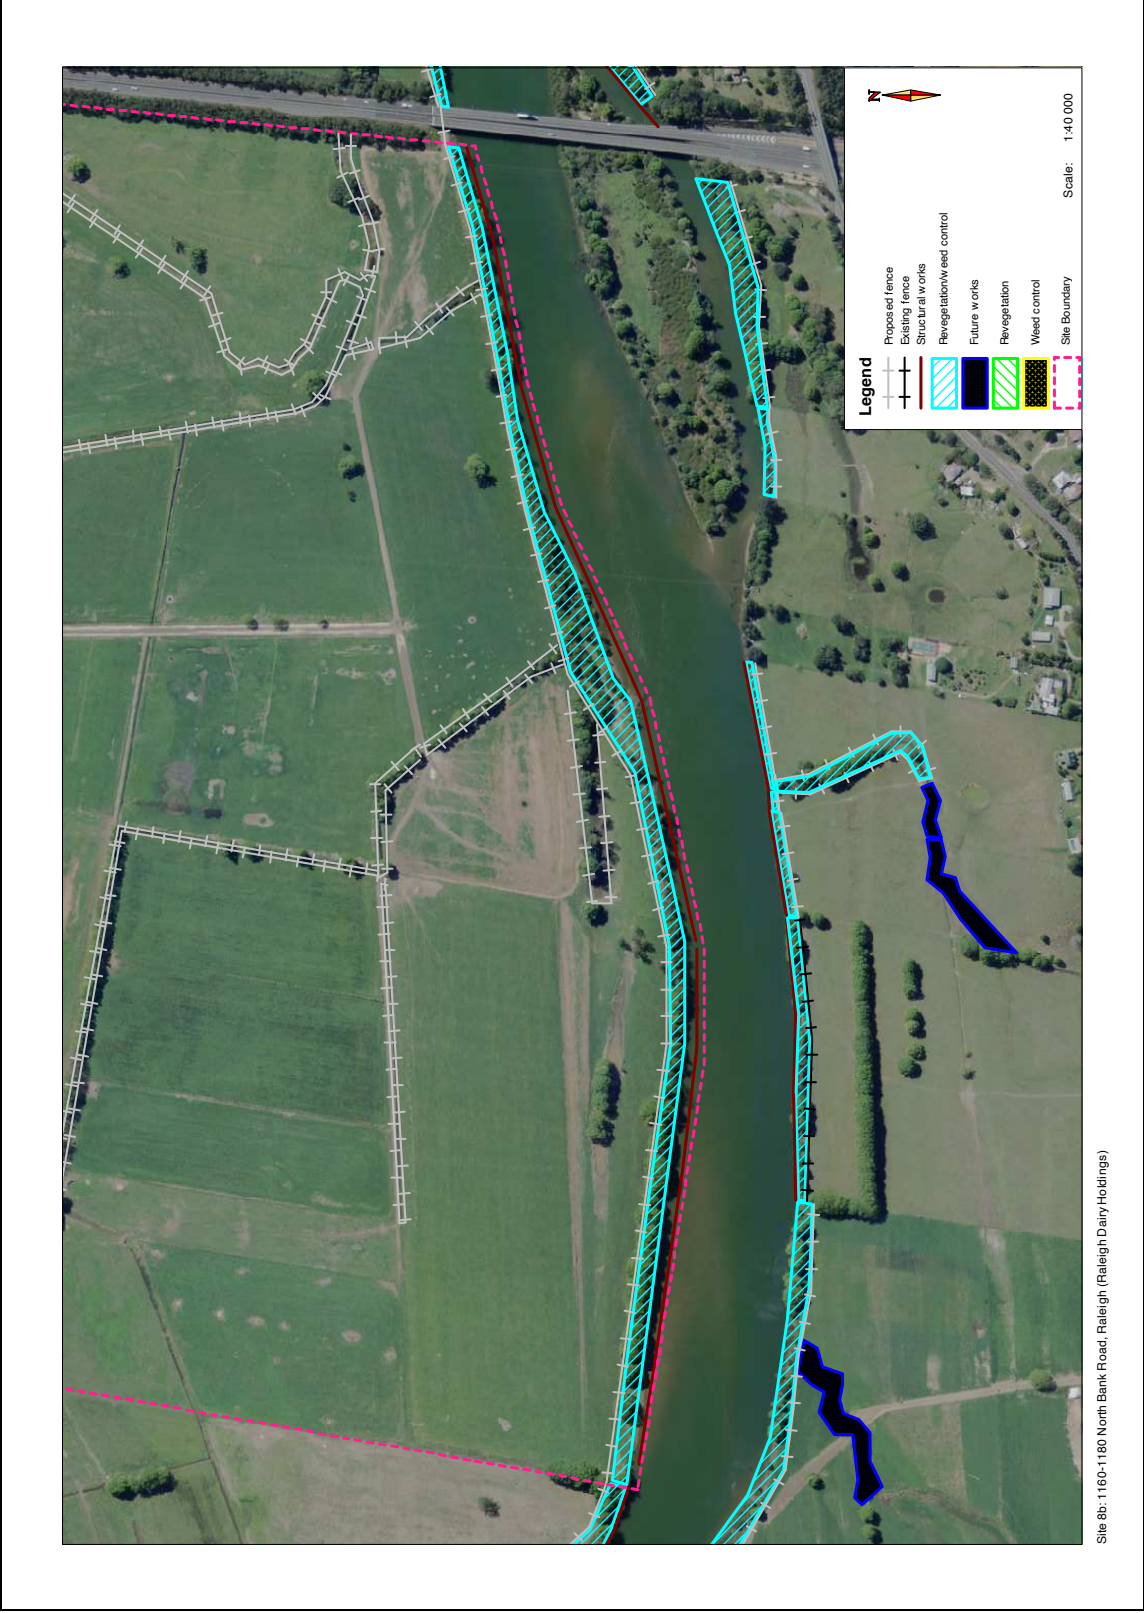 N
Legend
Proposed fence
Existing fence
Structural works
Revegetation/weed control
Future works
Revegetation
Weed control
Site Boundary
Scale: 1:40 000
Site 8b: 1160-1180 North Bank Road, Raleigh (Raleigh Dairy Holdings)